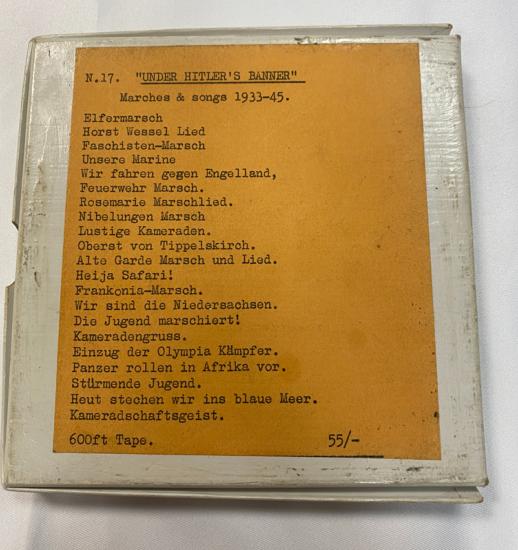 N.17. "UNDER HITLER'S BANNER"
Marches & songs 1933-45.
Elfermarsch
Horst Wessel Lied
Faschisten-Marsch
Unsere Marine
Wir fahren gegen Engelland,
Feuerwehr Marsch.
Rosemarie Marschlied.
Nibelungen Marsch
Lustige Kameraden.
Oberst von Tippelskirch.
Alte Garde Marsch und Lied.
Heija Safari!
Frankonia-Marsch.
Wir sind die Niedersachsen.
Die Jugend marschiert!
Kameradengruss.
Einzug der Olympia Kämpfer.
Panzer rollen in Afrika vor.
Stürmende Jugend.
Heut stechen wir ins blaue Meer.
Kameradschaftsgeist.
600ft Tape. 55/-